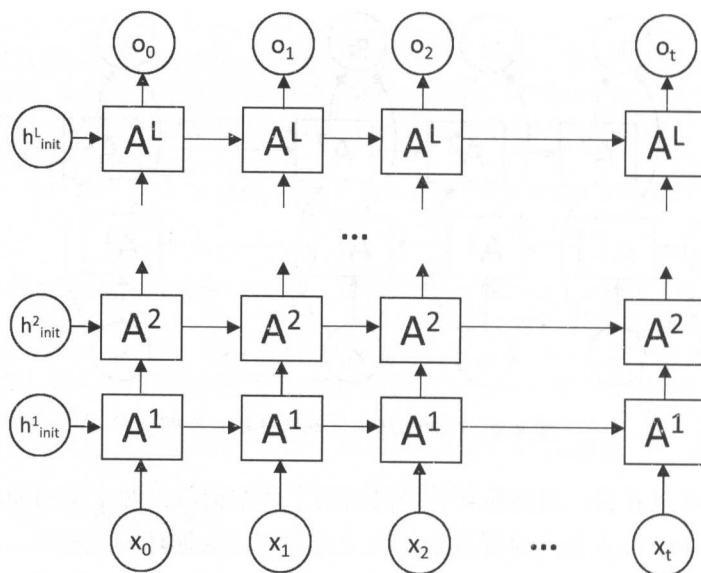 o₀ o₁ o₂ oₜ
hᴸᵢₙᵢₜ Aᴸ Aᴸ Aᴸ Aᴸ
...
h²ᵢₙᵢₜ A² A² A² A²
h¹ᵢₙᵢₜ A¹ A¹ A¹ A¹
x₀ x₁ x₂ ... xₜ